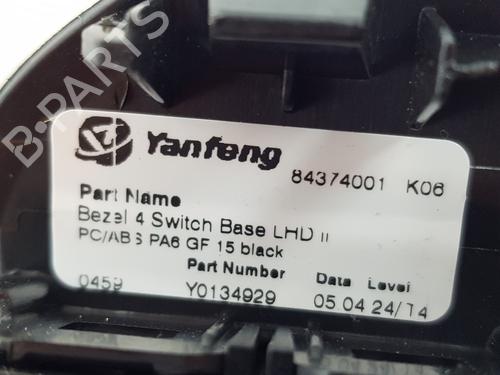 B-PARTS
Yanfeng
84374001 K06
Part Name
Bezel 4 Switch Base LHD II
PC/ABS PA6 GF 15 black
Part Number Data Level
0459 Y0134929 05 04 24/14